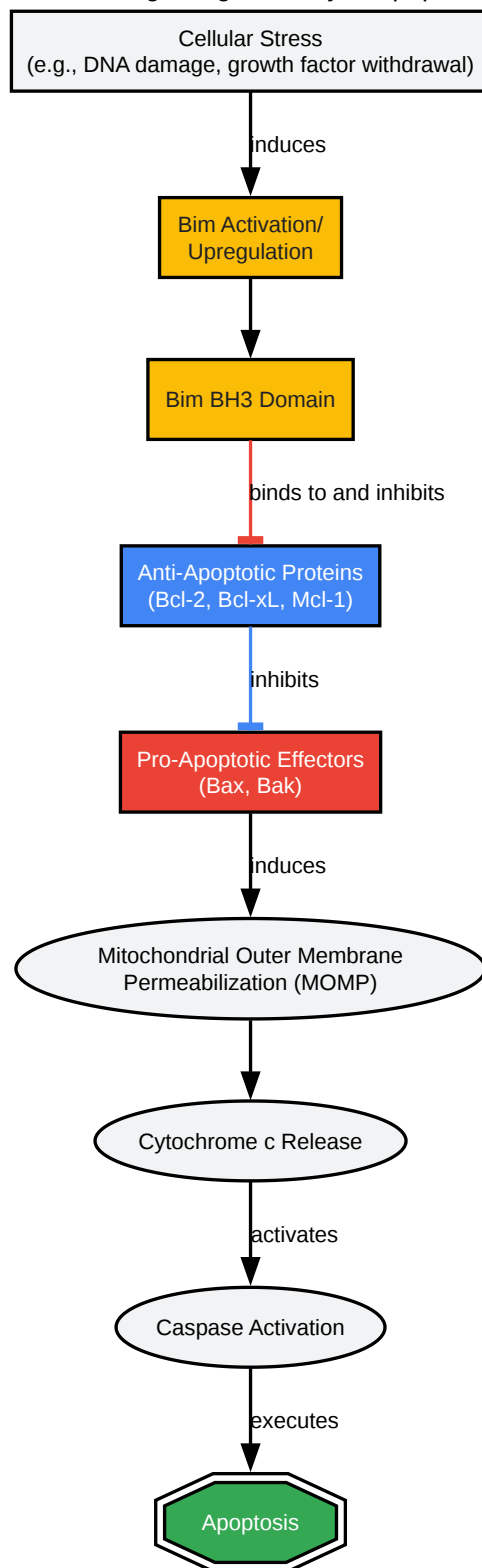 Cellular Stress
(e.g., DNA damage, growth factor withdrawal)
induces
Bim Activation/
Upregulation
Bim BH3 Domain
binds to and inhibits
Anti-Apoptotic Proteins
(Bcl-2, Bcl-xL, Mcl-1)
inhibits
Pro-Apoptotic Effectors
(Bax, Bak)
induces
Mitochondrial Outer Membrane
Permeabilization (MOMP)
Cytochrome c Release
activates
Caspase Activation
executes
Apoptosis